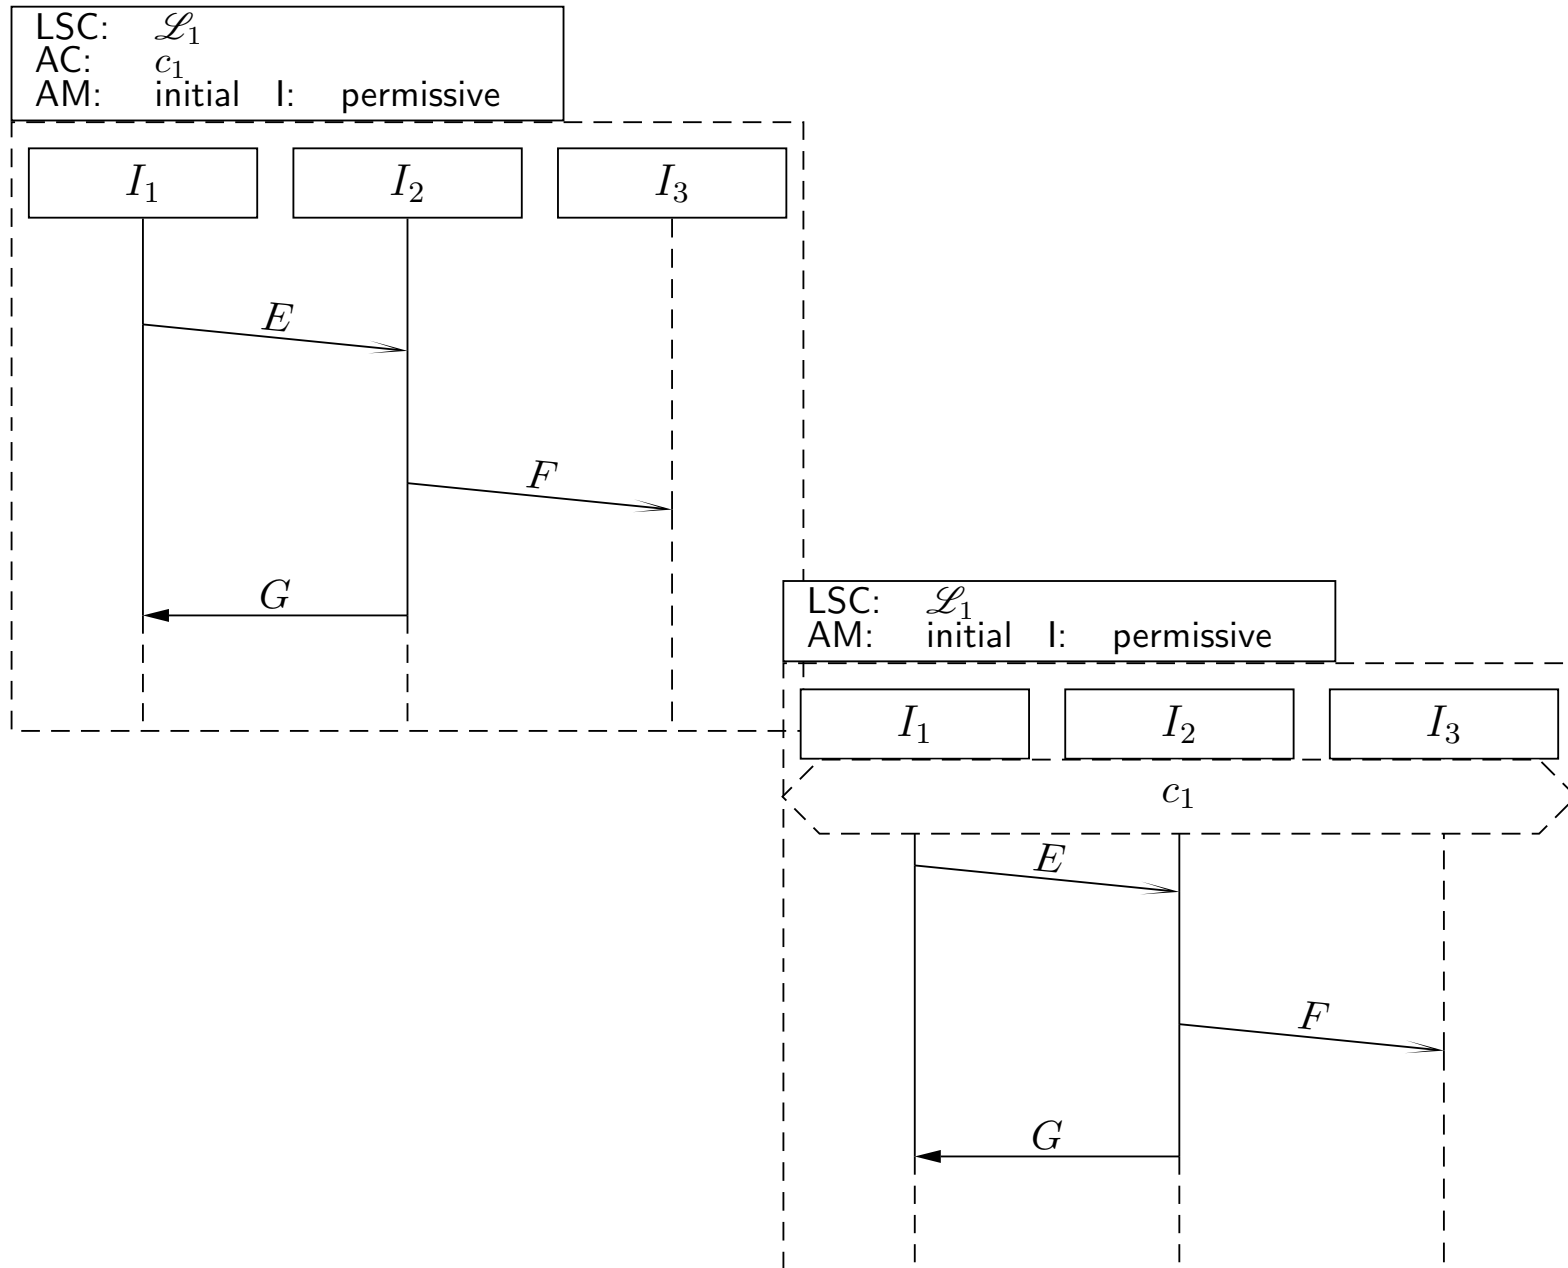 LSC: ℒ₁
AC: c₁
AM: initial I: permissive
I₁ I₂ I₃
E
F
G
LSC: ℒ₁
AM: initial I: permissive
I₁ I₂ I₃
c₁
E
F
G